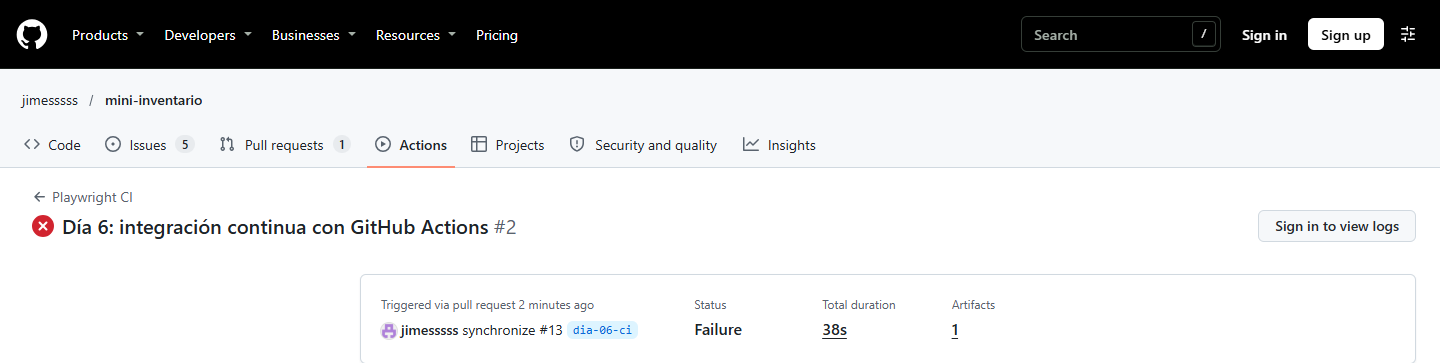 Products Developers Businesses Resources Pricing Search / Sign in Sign up
jimesssss / mini-inventario
Code Issues 5 Pull requests 1 Actions Projects Security and quality Insights
Playwright CI
Día 6: integración continua con GitHub Actions #2
Sign in to view logs
Triggered via pull request 2 minutes ago Status Total duration Artifacts
jimesssss synchronize #13 dia-06-ci Failure 38s 1